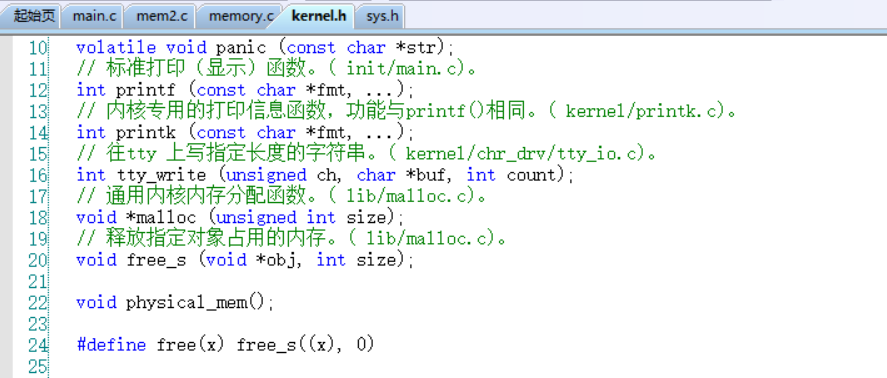 起始页 main.c mem2.c memory.c kernel.h sys.h
10 volatile void panic (const char *str);
11 // 标准打印（显示）函数。( init/main.c)。
12 int printf (const char *fmt, ...);
13 // 内核专用的打印信息函数，功能与printf()相同。( kernel/printk.c)。
14 int printk (const char *fmt, ...);
15 // 往tty 上写指定长度的字符串。( kernel/chr_drv/tty_io.c)。
16 int tty_write (unsigned ch, char *buf, int count);
17 // 通用内核内存分配函数。( lib/malloc.c)。
18 void *malloc (unsigned int size);
19 // 释放指定对象占用的内存。( lib/malloc.c)。
20 void free_s (void *obj, int size);
21
22 void physical_mem();
23
24 #define free(x) free_s((x), 0)
25